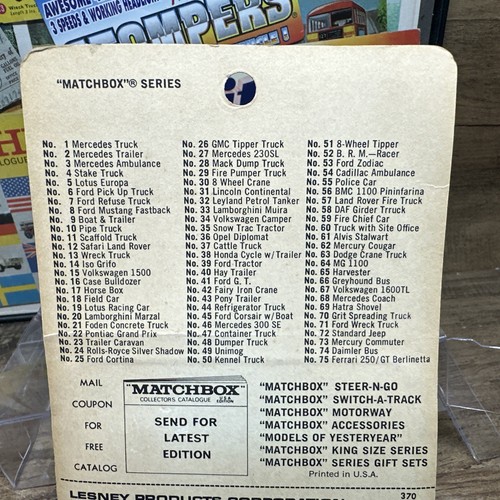 AWESOME
3 SPEEDS & WORKING HEADLIGHTS
STOMPERS
"MATCHBOX"® SERIES
No. 1 Mercedes Truck
No. 2 Mercedes Trailer
No. 3 Mercedes Ambulance
No. 4 Stake Truck
No. 5 Lotus Europa
No. 6 Ford Pick Up Truck
No. 7 Ford Refuse Truck
No. 8 Ford Mustang Fastback
No. 9 Boat & Trailer
No. 10 Pipe Truck
No. 11 Scaffold Truck
No. 12 Safari Land Rover
No. 13 Wreck Truck
No. 14 Iso Grifo
No. 15 Volkswagen 1500
No. 16 Case Bulldozer
No. 17 Horse Box
No. 18 Field Car
No. 19 Lotus Racing Car
No. 20 Lamborghini Marzal
No. 21 Foden Concrete Truck
No. 22 Pontiac Grand Prix
No. 23 Trailer Caravan
No. 24 Rolls-Royce Silver Shadow
No. 25 Ford Cortina
No. 26 GMC Tipper Truck
No. 27 Mercedes 230SL
No. 28 Mack Dump Truck
No. 29 Fire Pumper Truck
No. 30 8 Wheel Crane
No. 31 Lincoln Continental
No. 32 Leyland Petrol Tanker
No. 33 Lamborghini Muira
No. 34 Volkswagen Camper
No. 35 Snow Trac Tractor
No. 36 Opel Diplomat
No. 37 Cattle Truck
No. 38 Honda Cycle w/Trailer
No. 39 Ford Tractor
No. 40 Hay Trailer
No. 41 Ford G. T.
No. 42 Fairy Iron Crane
No. 43 Pony Trailer
No. 44 Refrigerator Truck
No. 45 Ford Corsair w/Boat
No. 46 Mercedes 300 SE
No. 47 Container Truck
No. 48 Dumper Truck
No. 49 Unimog
No. 50 Kennel Truck
No. 51 8-Wheel Tipper
No. 52 B. R. M.—Racer
No. 53 Ford Zodiac
No. 54 Cadillac Ambulance
No. 55 Police Car
No. 56 BMC 1100 Pininfarina
No. 57 Land Rover Fire Truck
No. 58 DAF Girder Trruck
No. 59 Fire Chief Car
No. 60 Truck with Site Office
No. 61 Alvis Stalwart
No. 62 Mercury Cougar
No. 63 Dodge Crane Truck
No. 64 MG 1100
No. 65 Harvester
No. 66 Greyhound Bus
No. 67 Volkswagen 1600TL
No. 68 Mercedes Coach
No. 69 Hatra Shovel
No. 70 Grit Spreading Truck
No. 71 Ford Wreck Truck
No. 72 Standard Jeep
No. 73 Mercury Commuter
No. 74 Daimler Bus
No. 75 Ferrari 250/GT Berlinetta
MAIL
COUPON
FOR
FREE
CATALOG
"MATCHBOX"
COLLECTORS CATALOGUE U.S.A. EDITION
SEND FOR
LATEST
EDITION
"MATCHBOX" STEER-N-GO
"MATCHBOX" SWITCH-A-TRACK
"MATCHBOX" MOTORWAY
"MATCHBOX" ACCESSORIES
"MODELS OF YESTERYEAR"
"MATCHBOX" KING SIZE SERIES
"MATCHBOX" SERIES GIFT SETS
Printed in U.S.A.
LESNEY PRODUCTS CORPORATION
370